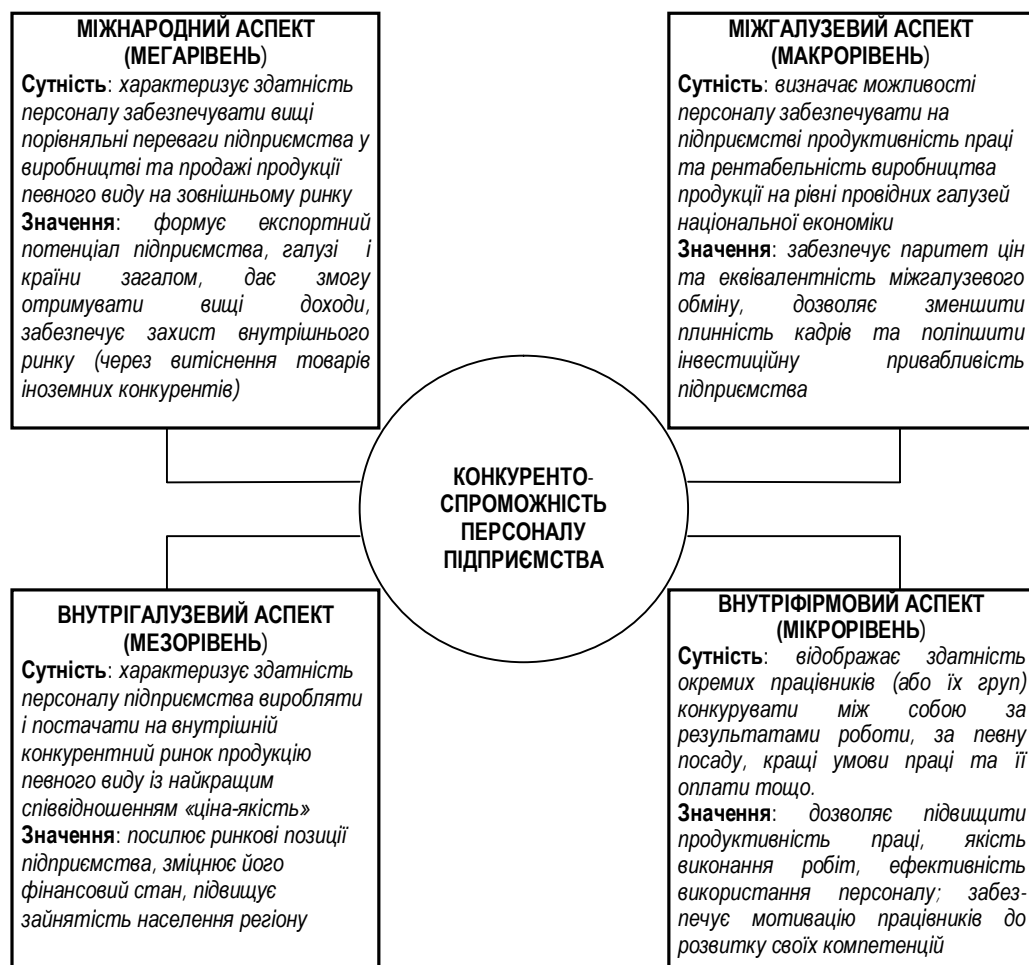 МІЖНАРОДНИЙ АСПЕКТ
(МЕГАРІВЕНЬ)
Сутність: характеризує здатність
персоналу забезпечувати вищі
порівняльні переваги підприємства у
виробництві та продажі продукції
певного виду на зовнішньому ринку
Значення: формує експортний
потенціал підприємства, галузі і
країни загалом, дає змогу
отримувати вищі доходи,
забезпечує захист внутрішнього
ринку (через витіснення товарів
іноземних конкурентів)
МІЖГАЛУЗЕВИЙ АСПЕКТ
(МАКРОРІВЕНЬ)
Сутність: визначає можливості
персоналу забезпечувати на
підприємстві продуктивність праці
та рентабельність виробництва
продукції на рівні провідних галузей
національної економіки
Значення: забезпечує паритет цін
та еквівалентність міжгалузевого
обміну, дозволяє зменшити
плинність кадрів та поліпшити
інвестиційну привабливість
підприємства
КОНКУРЕНТО-
СПРОМОЖНІСТЬ
ПЕРСОНАЛУ
ПІДПРИЄМСТВА
ВНУТРІГАЛУЗЕВИЙ АСПЕКТ
(МЕЗОРІВЕНЬ)
Сутність: характеризує здатність
персоналу підприємства виробляти
і постачати на внутрішній
конкурентний ринок продукцію
певного виду із найкращим
співвідношенням «ціна-якість»
Значення: посилює ринкові позиції
підприємства, зміцнює його
фінансовий стан, підвищує
зайнятість населення регіону
ВНУТРІФІРМОВИЙ АСПЕКТ
(МІКРОРІВЕНЬ)
Сутність: відображає здатність
окремих працівників (або їх груп)
конкурувати між собою за
результатами роботи, за певну
посаду, кращі умови праці та її
оплати тощо.
Значення: дозволяє підвищити
продуктивність праці, якість
виконання робіт, ефективність
використання персоналу; забез-
печує мотивацію працівників до
розвитку своїх компетенцій